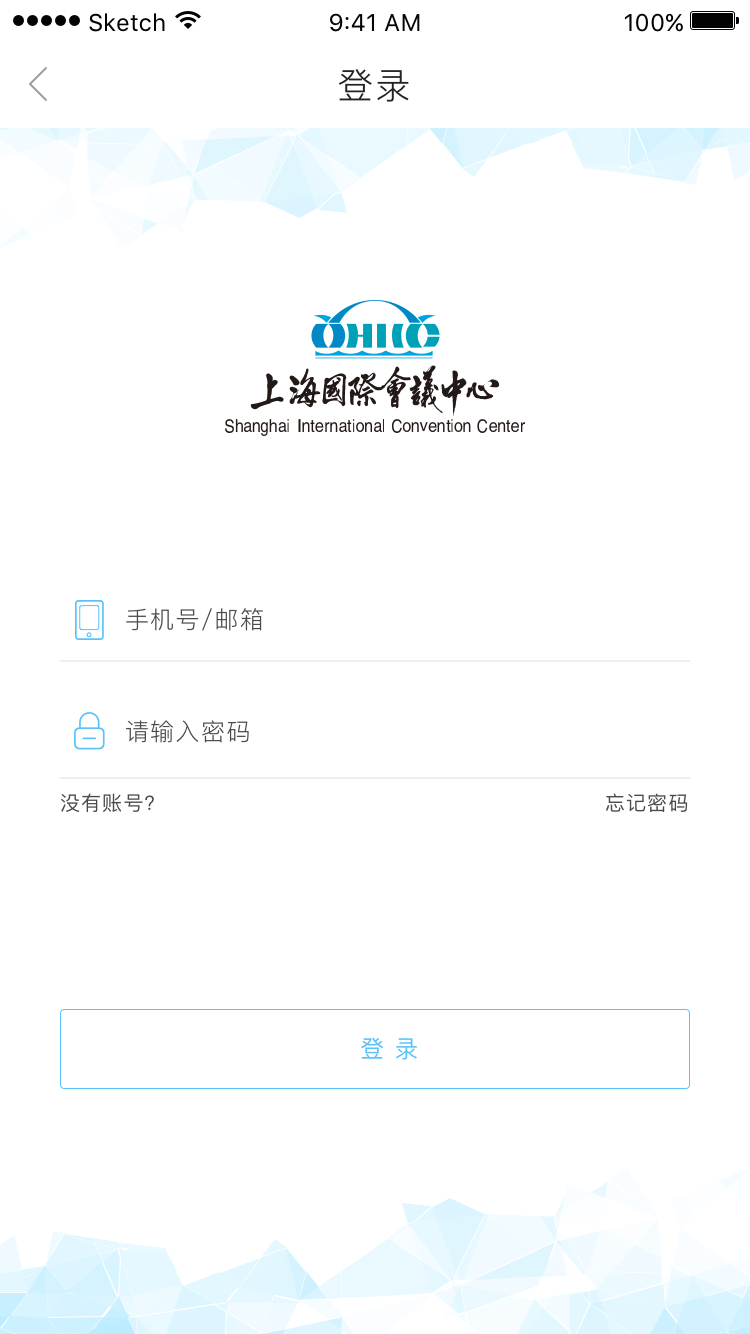 Sketch 9:41 AM 100%
登录
OHICC
上海國際會議中心
Shanghai International Convention Center
手机号/邮箱
请输入密码
没有账号? 忘记密码
登 录